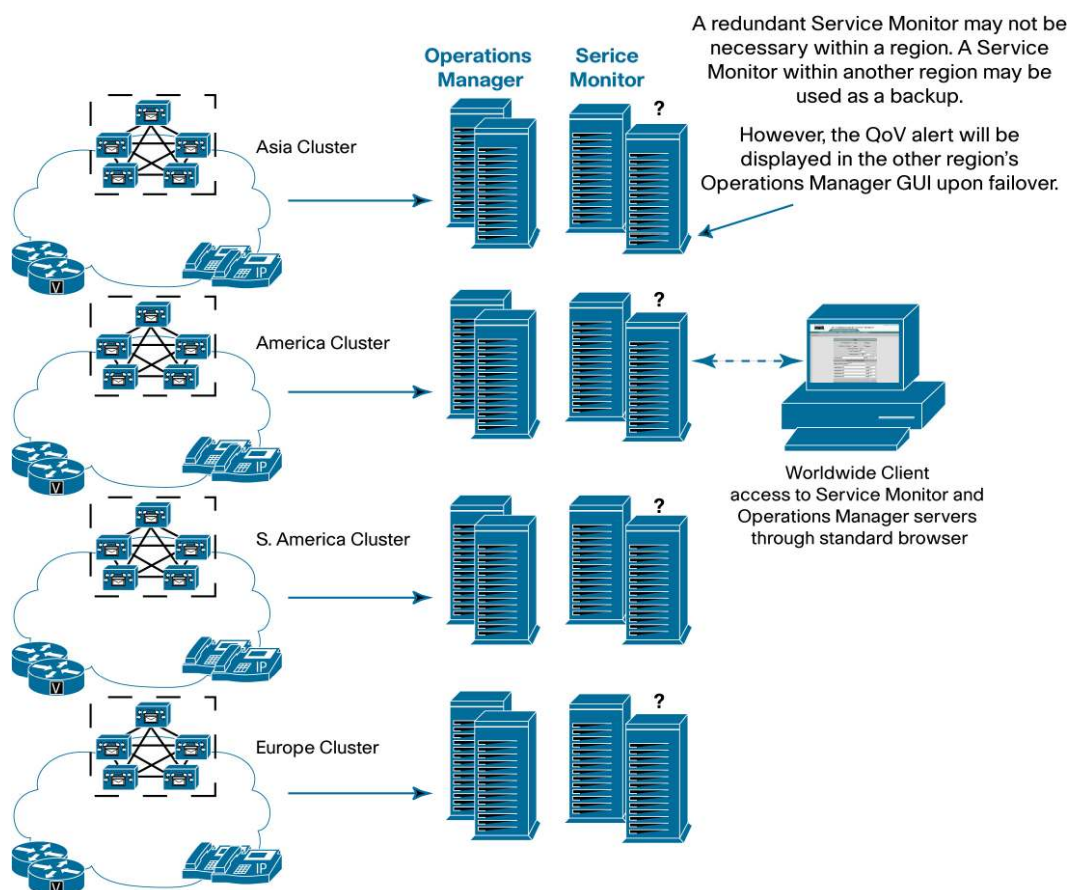 Operations
Manager
Serice
Monitor
A redundant Service Monitor may not be
necessary within a region. A Service
Monitor within another region may be
used as a backup.
However, the QoV alert will be
displayed in the other region's
Operations Manager GUI upon failover.
?
Asia Cluster
IP
V
?
America Cluster
IP
V
Worldwide Client
access to Service Monitor and
Operations Manager servers
through standard browser
?
S. America Cluster
IP
V
?
Europe Cluster
IP
V